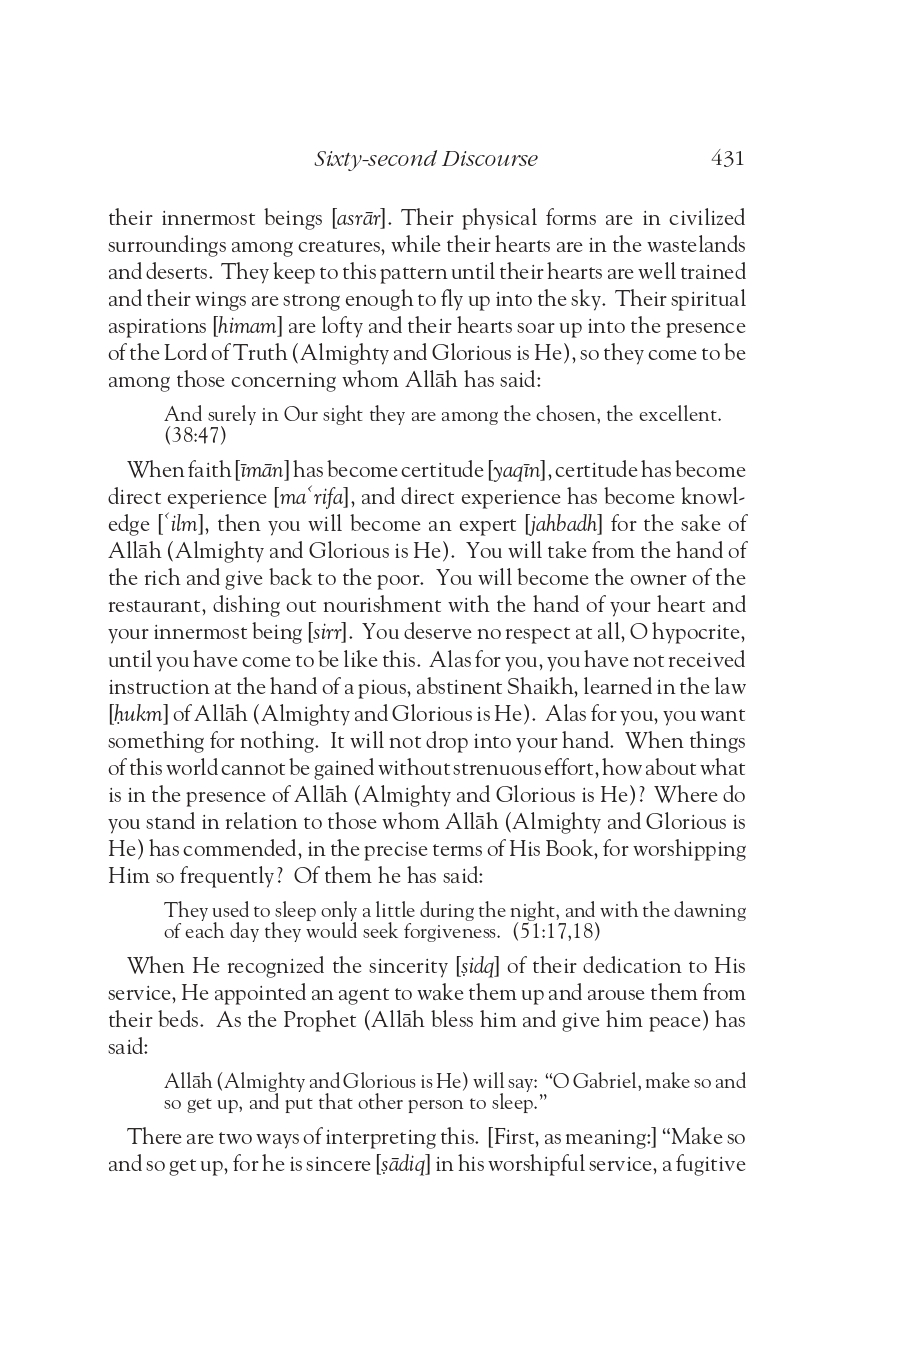 Sixty-second Discourse 431
their innermost beings [asrār]. Their physical forms are in civilized
surroundings among creatures, while their hearts are in the wastelands
and deserts. They keep to this pattern until their hearts are well trained
and their wings are strong enough to fly up into the sky. Their spiritual
aspirations [himam] are lofty and their hearts soar up into the presence
of the Lord of Truth (Almighty and Glorious is He), so they come to be
among those concerning whom Allāh has said:
And surely in Our sight they are among the chosen, the excellent.
(38:47)
When faith [īmān] has become certitude [yaqīn], certitude has become
direct experience [maʿrifa], and direct experience has become knowl-
edge [ʿilm], then you will become an expert [jahbadh] for the sake of
Allāh (Almighty and Glorious is He). You will take from the hand of
the rich and give back to the poor. You will become the owner of the
restaurant, dishing out nourishment with the hand of your heart and
your innermost being [sirr]. You deserve no respect at all, O hypocrite,
until you have come to be like this. Alas for you, you have not received
instruction at the hand of a pious, abstinent Shaikh, learned in the law
[ḥukm] of Allāh (Almighty and Glorious is He). Alas for you, you want
something for nothing. It will not drop into your hand. When things
of this world cannot be gained without strenuous effort, how about what
is in the presence of Allāh (Almighty and Glorious is He)? Where do
you stand in relation to those whom Allāh (Almighty and Glorious is
He) has commended, in the precise terms of His Book, for worshipping
Him so frequently? Of them he has said:
They used to sleep only a little during the night, and with the dawning
of each day they would seek forgiveness. (51:17,18)
When He recognized the sincerity [ṣidq] of their dedication to His
service, He appointed an agent to wake them up and arouse them from
their beds. As the Prophet (Allāh bless him and give him peace) has
said:
Allāh (Almighty and Glorious is He) will say: “O Gabriel, make so and
so get up, and put that other person to sleep.”
There are two ways of interpreting this. [First, as meaning:] “Make so
and so get up, for he is sincere [ṣādiq] in his worshipful service, a fugitive